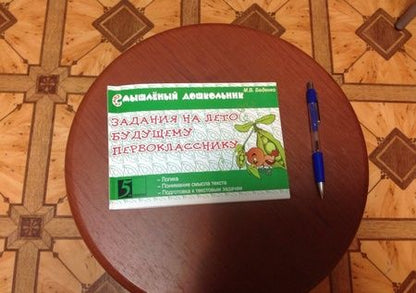 Смышлёный дошкольник
М.В. Беденко
ЗАДАНИЯ НА ЛЕТО
БУДУЩЕМУ
ПЕРВОКЛАССНИКУ
5
– Логика
– Понимание смысла текста
– Подготовка к текстовым задачам